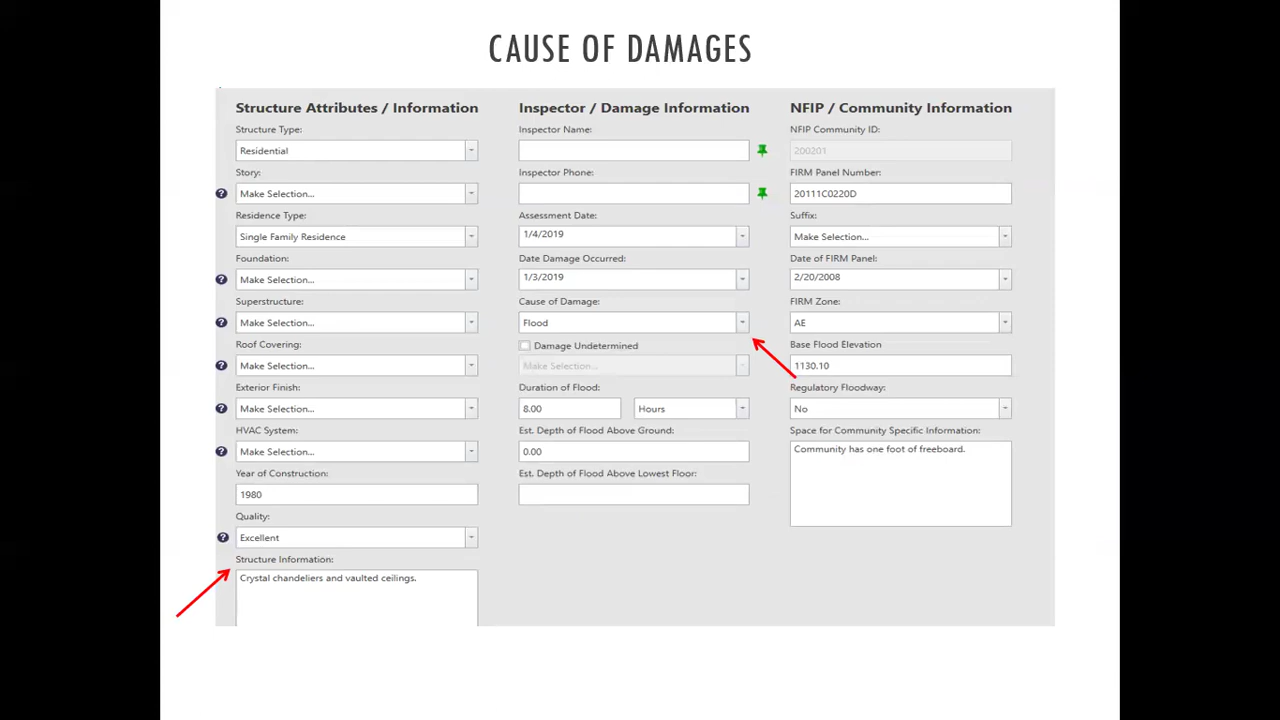 CAUSE OF DAMAGES
Structure Attributes / Information
Structure Type:
Residential
Story:
Make Selection...
Residence Type:
Single Family Residence
Foundation:
Make Selection...
Superstructure:
Make Selection...
Roof Covering:
Make Selection...
Exterior Finish:
Make Selection...
HVAC System:
Make Selection...
Year of Construction:
1980
Quality:
Excellent
Structure Information:
Crystal chandeliers and vaulted ceilings.
Inspector / Damage Information
Inspector Name:
Inspector Phone:
Assessment Date:
1/4/2019
Date Damage Occurred:
1/3/2019
Cause of Damage:
Flood
Damage Undetermined
Make Selection...
Duration of Flood:
8.00 Hours
Est. Depth of Flood Above Ground:
0.00
Est. Depth of Flood Above Lowest Floor:
NFIP / Community Information
NFIP Community ID:
200201
FIRM Panel Number:
20111C0220D
Suffix:
Make Selection...
Date of FIRM Panel:
2/20/2008
FIRM Zone:
AE
Base Flood Elevation
1130.10
Regulatory Floodway:
No
Space for Community Specific Information:
Community has one foot of freeboard.